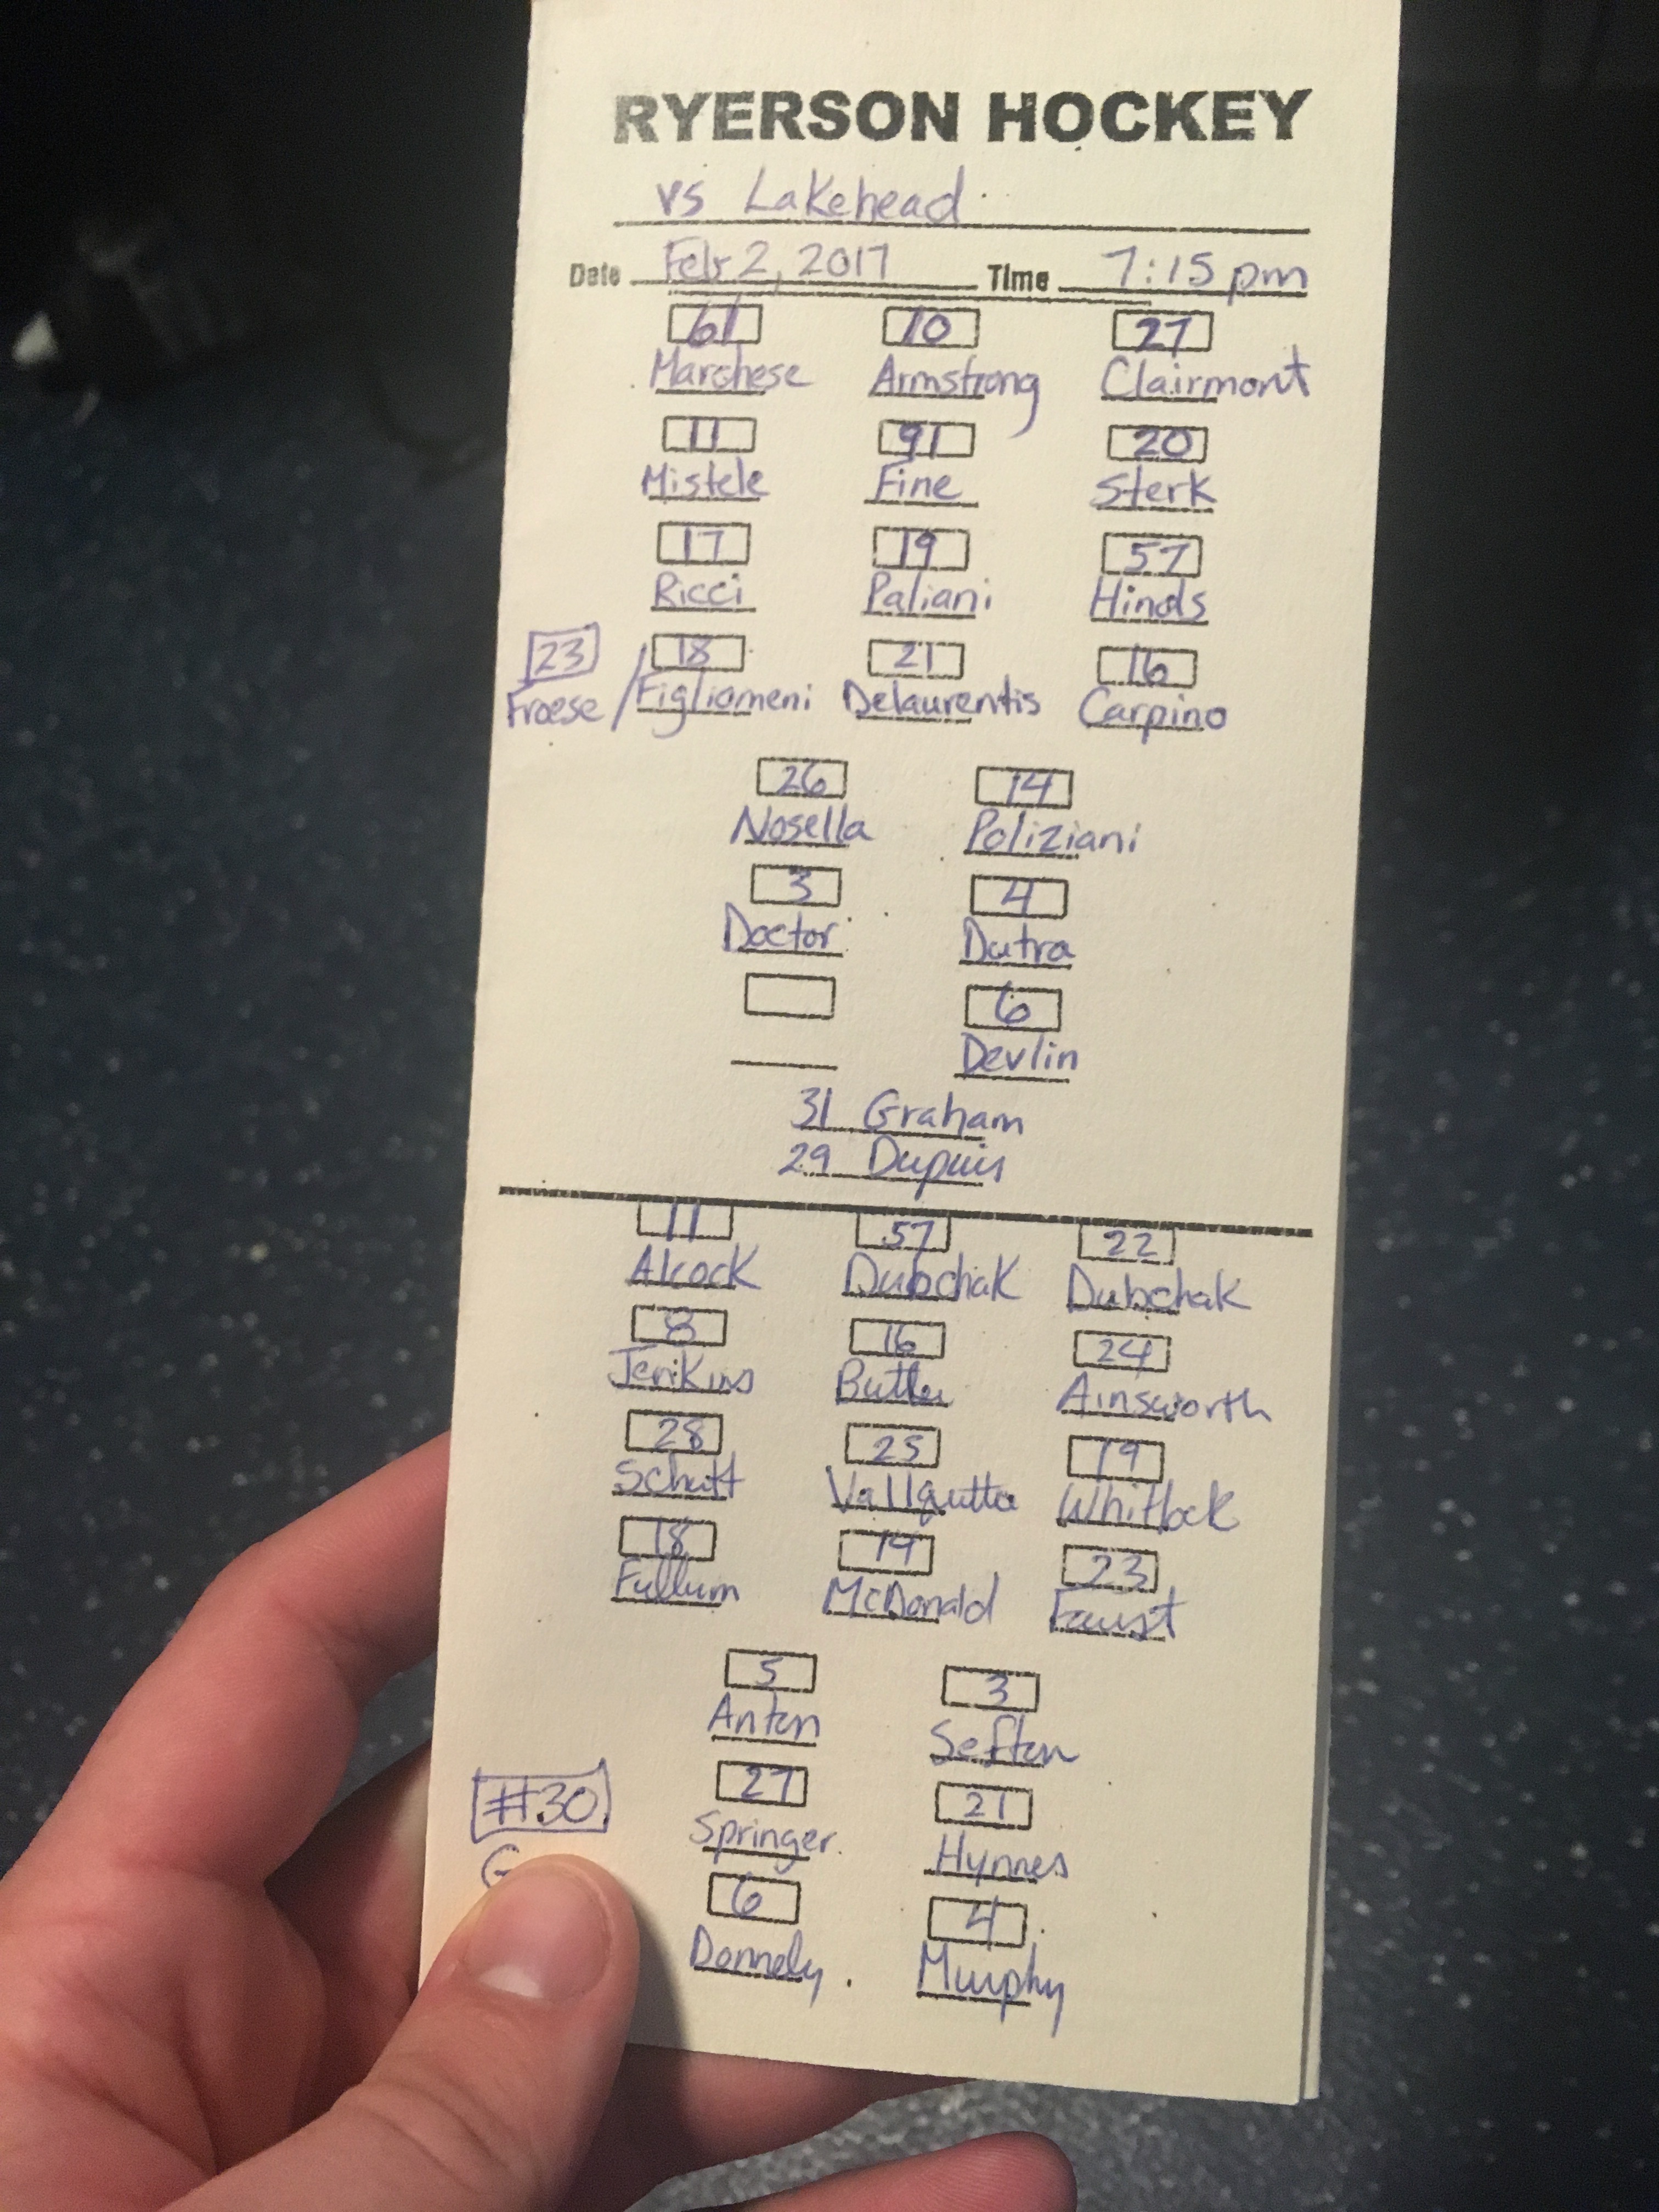 RYERSON HOCKEY
vs Lakehead
Date Feb 2, 2017 Time 7:15 pm
61 10 27
Marchese Armstrong Clairmont
11 91 20
Mistele Fine Sterk
17 19 57
Ricci Paliani Hinds
23 / 18 21 16
Froese Figliomeni Delaurentis Carpino
26 14
Nosella Poliziani
3 4
Doctor Dutra
6
Devlin
31 Graham
29 Dupuis
11 57 22
Alcock Dubchak Dubchak
8 16 24
Jenkins Butler Ainsworth
28 25 19
Schutt Vallquitta Whitlock
18 14
23
Fullum McDonald Faust
5 3
Anten Seften
#30 27 21
G Springer Hynnes
6 4
Donnely Murphy